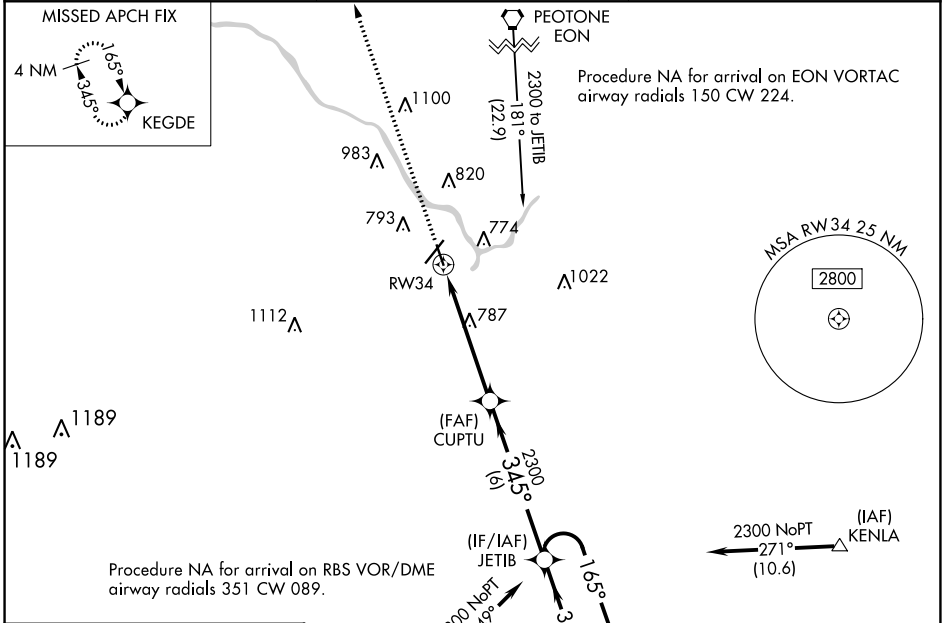 MISSED APCH FIX
4 NM
165°
345°
KEGDE
PEOTONE
EON
2300 to JETIB
181°
(22.9)
Procedure NA for arrival on EON VORTAC
airway radials 150 CW 224.
1100
983
820
793
774
RW34
1022
MSA RW34 25 NM
2800
1112
787
1189
1189
(FAF)
CUPTU
2300
345°
(6)
(IF/IAF)
JETIB
165°
2300 NoPT
271°
(10.6)
(IAF)
KENLA
Procedure NA for arrival on RBS VOR/DME
airway radials 351 CW 089.
NoPT
3